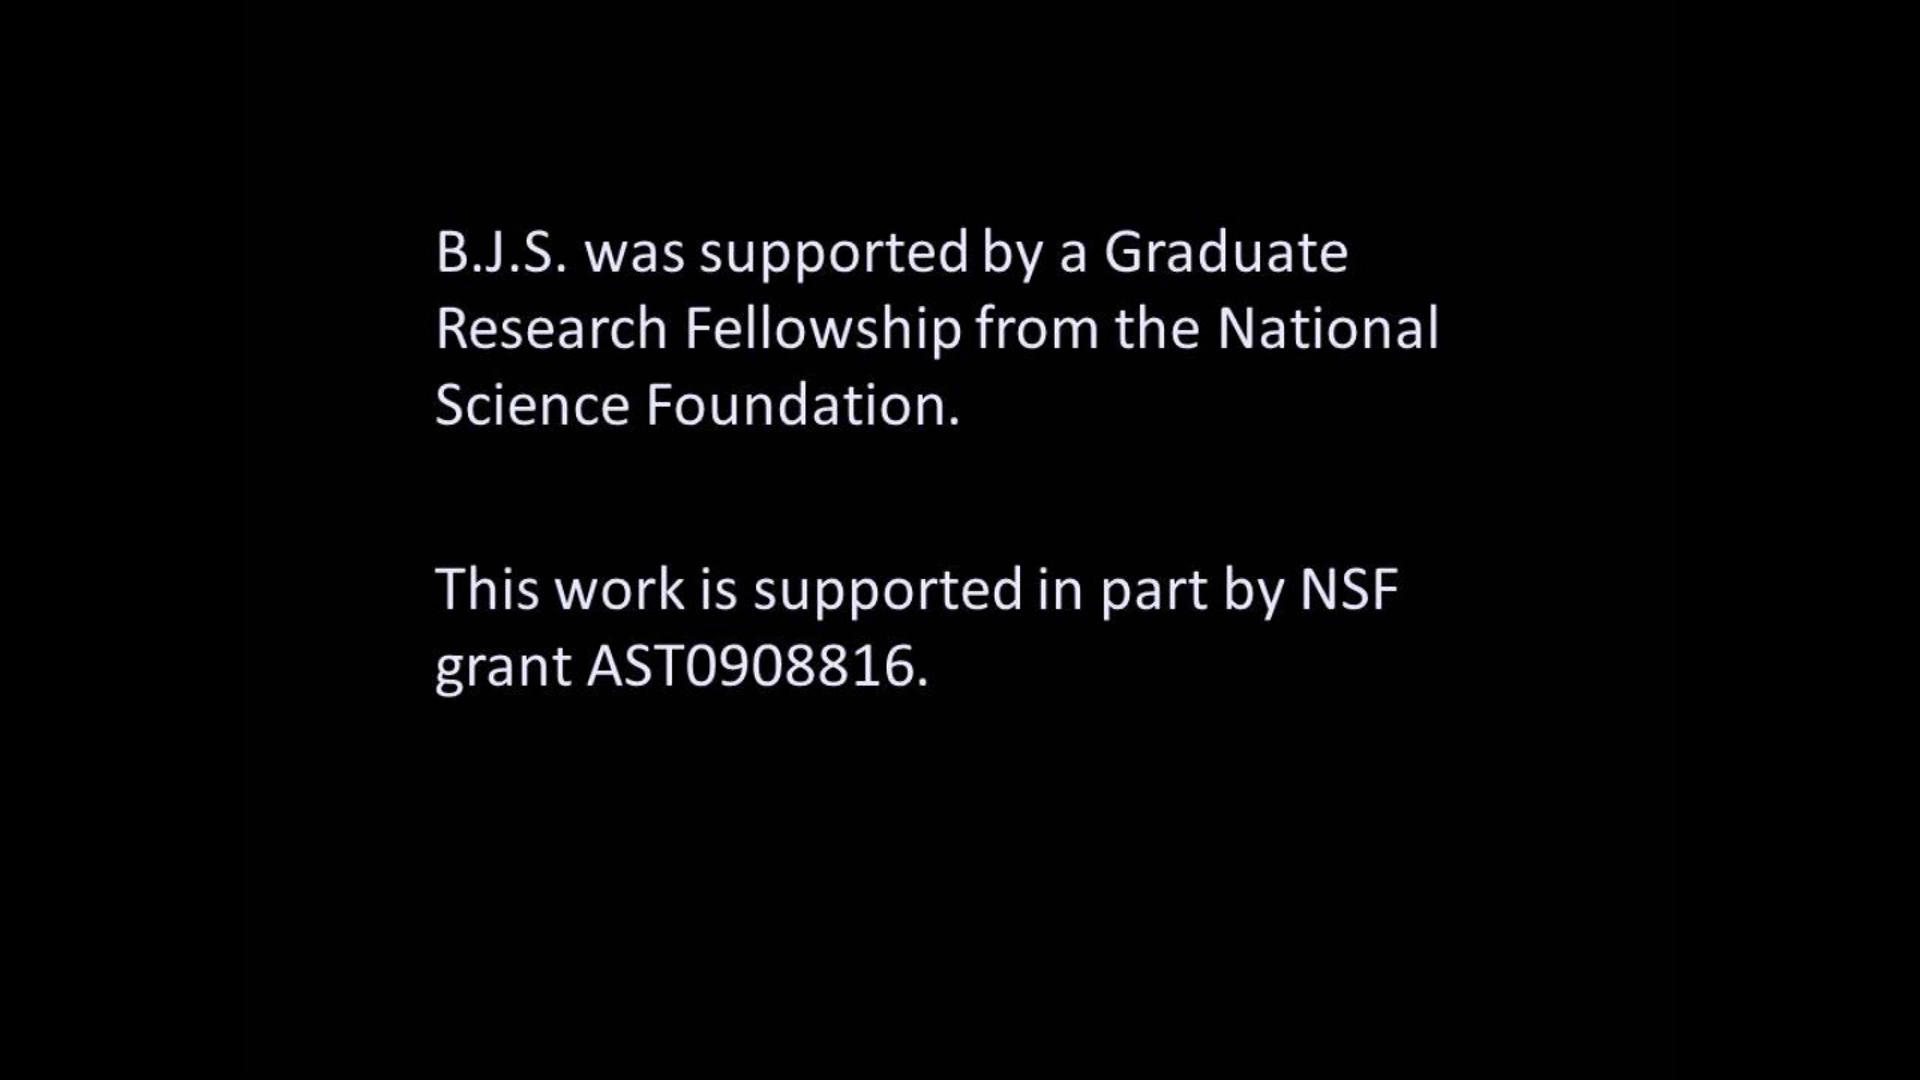 B.J.S. was supported by a Graduate
Research Fellowship from the National
Science Foundation.
This work is supported in part by NSF
grant AST0908816.